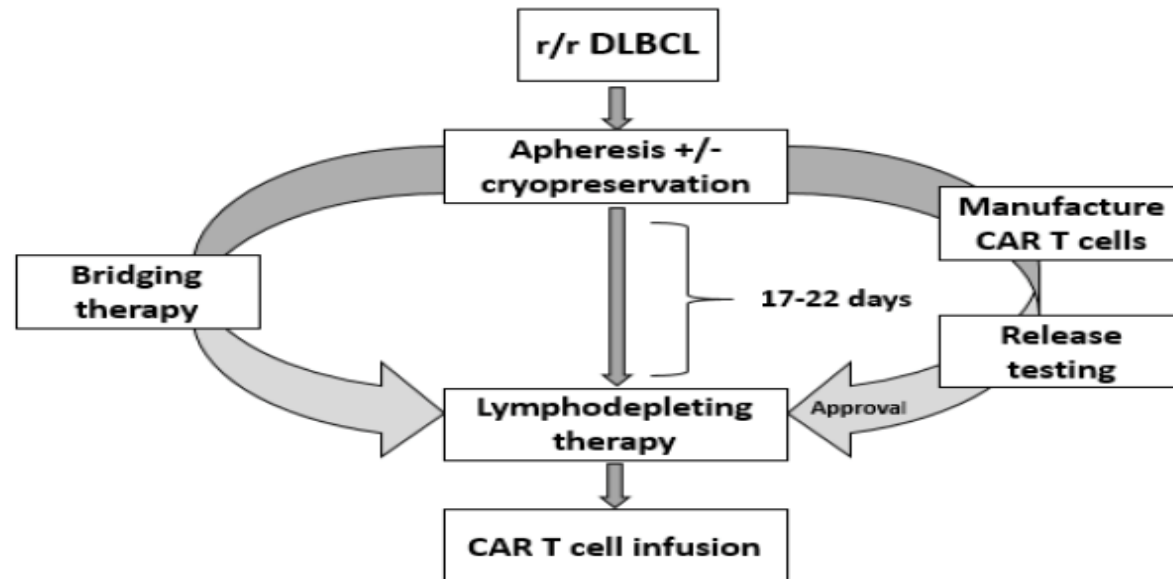 r/r DLBCL
Apheresis +/-
cryopreservation
Manufacture
CAR T cells
Bridging
therapy
17-22 days
Release
testing
Lymphodepleting
therapy
Approval
CAR T cell infusion